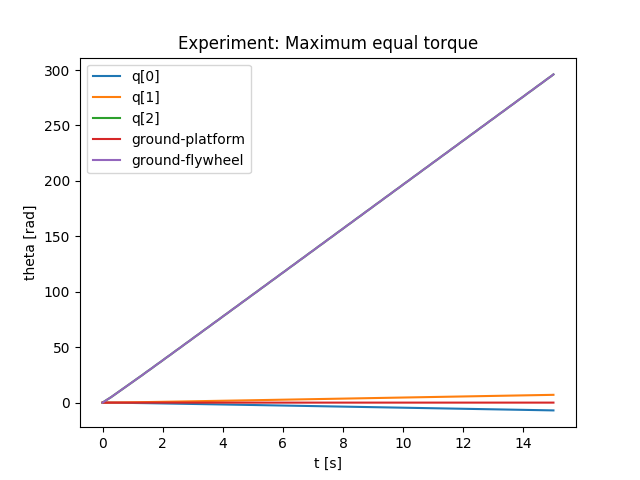 Experiment: Maximum equal torque
q[0]
q[1]
q[2]
ground-platform
ground-flywheel
300
250
200
150
100
50
0
theta [rad]
0 2 4 6 8 10 12 14
t [s]